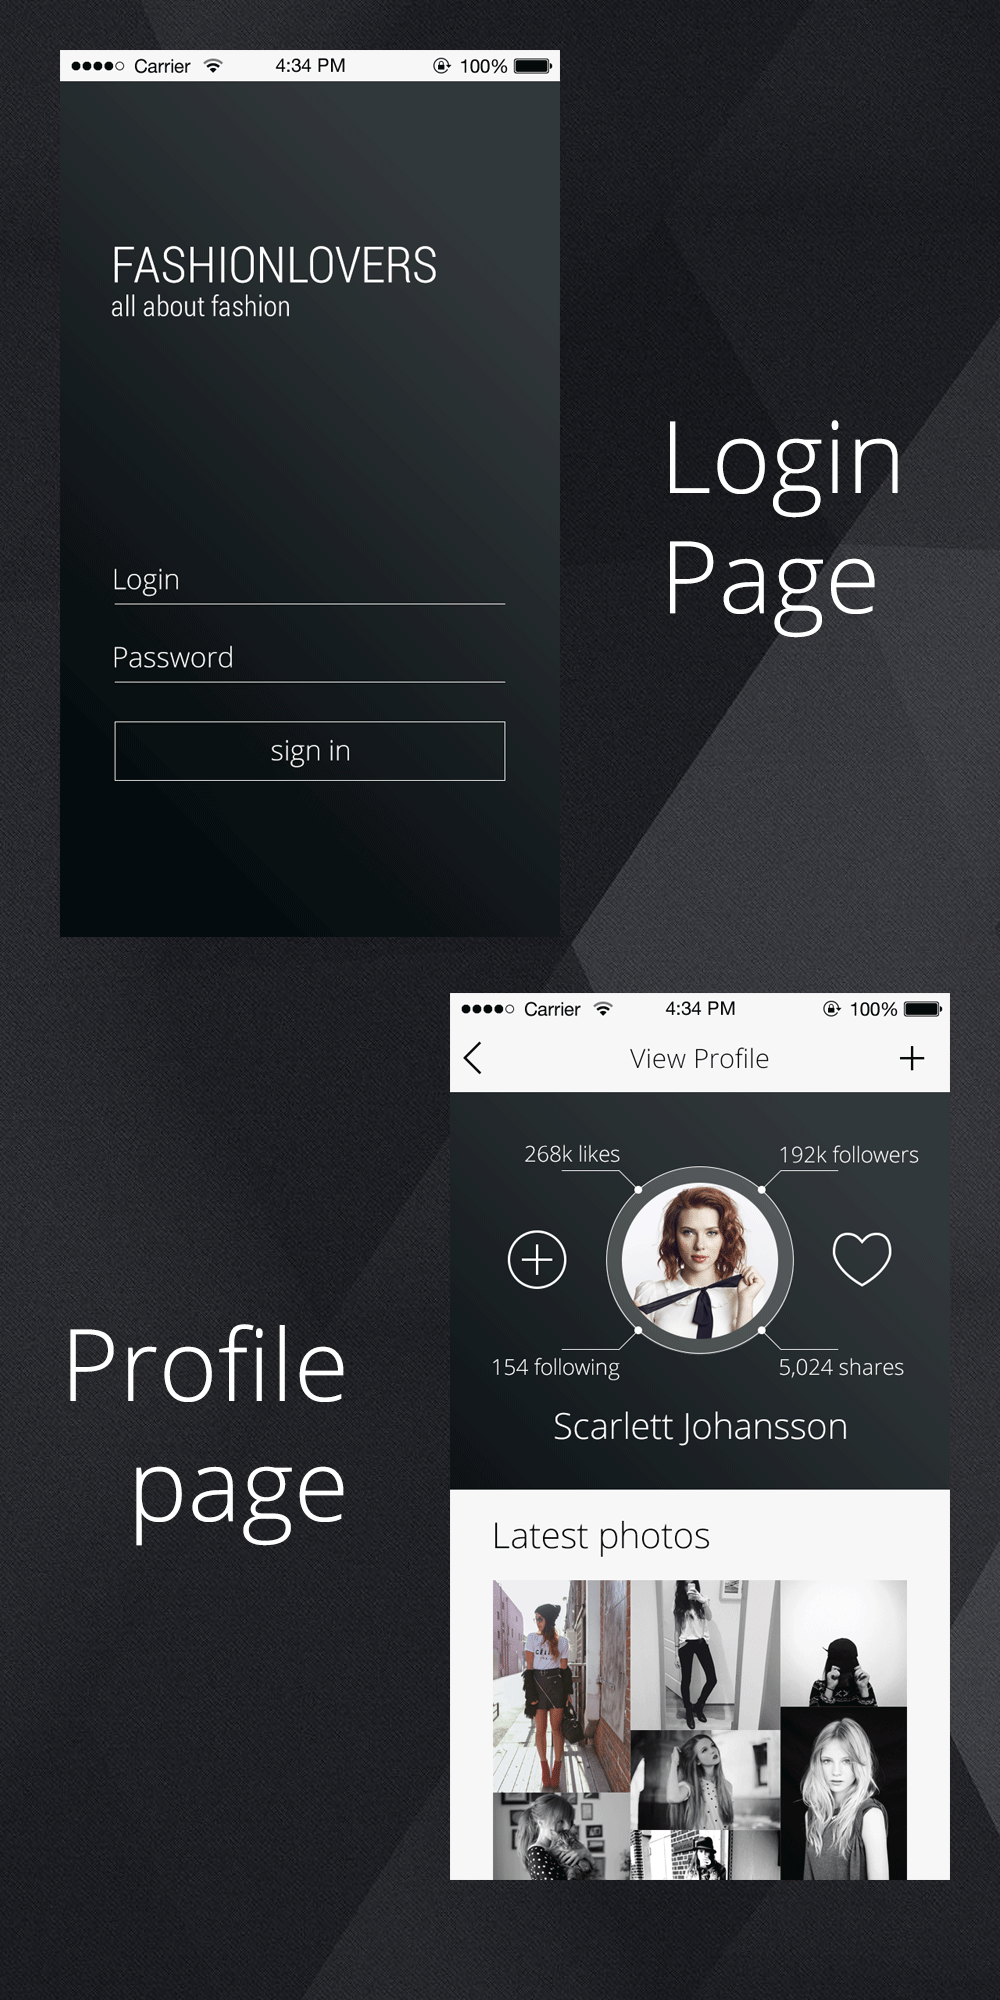 Carrier 4:34 PM 100%
FASHIONLOVERS
all about fashion
Login
Page
Login
Password
sign in
Carrier 4:34 PM 100%
View Profile
268k likes 192k followers
154 following 5,024 shares
Scarlett Johansson
Profile
page
Latest photos